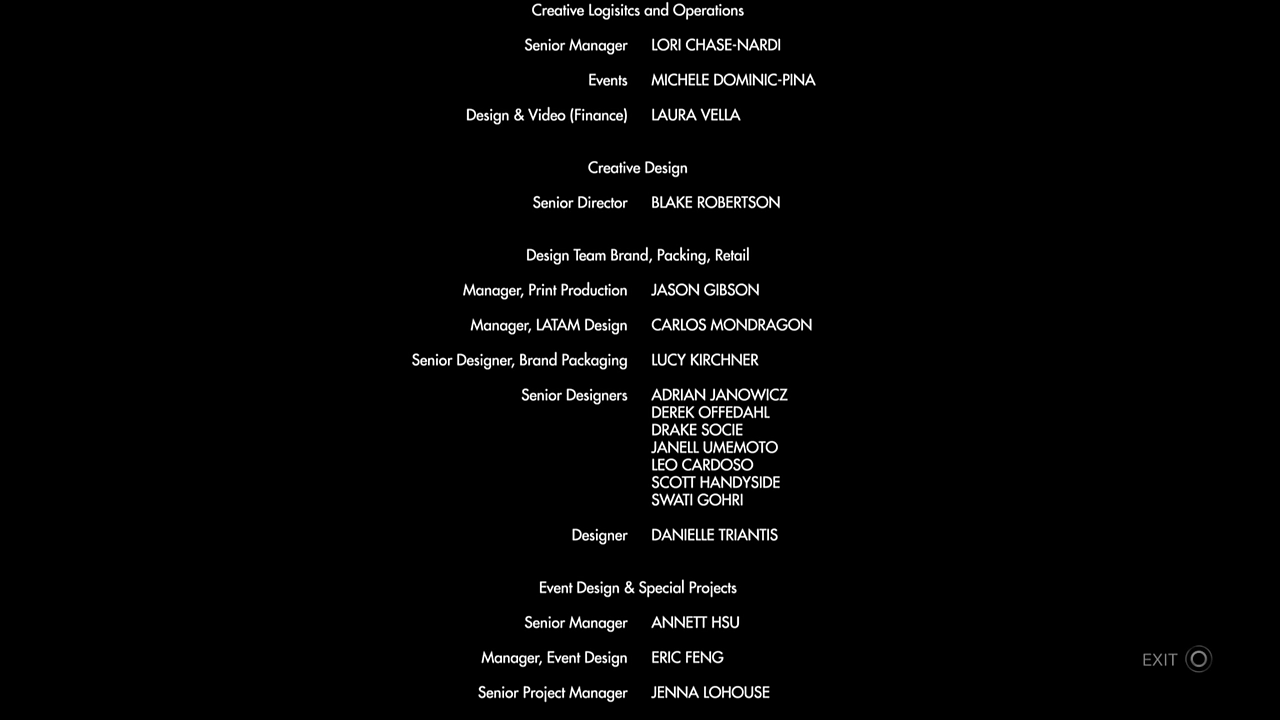 Creative Logisitcs and Operations
Senior Manager LORI CHASE-NARDI
Events MICHELE DOMINIC-PINA
Design & Video (Finance) LAURA VELLA
Creative Design
Senior Director BLAKE ROBERTSON
Design Team Brand, Packing, Retail
Manager, Print Production JASON GIBSON
Manager, LATAM Design CARLOS MONDRAGON
Senior Designer, Brand Packaging LUCY KIRCHNER
Senior Designers ADRIAN JANOWICZ
DEREK OFFEDAHL
DRAKE SOCIE
JANELL UMEMOTO
LEO CARDOSO
SCOTT HANDYSIDE
SWATI GOHRI
Designer DANIELLE TRIANTIS
Event Design & Special Projects
Senior Manager ANNETT HSU
Manager, Event Design ERIC FENG
Senior Project Manager JENNA LOHOUSE
EXIT